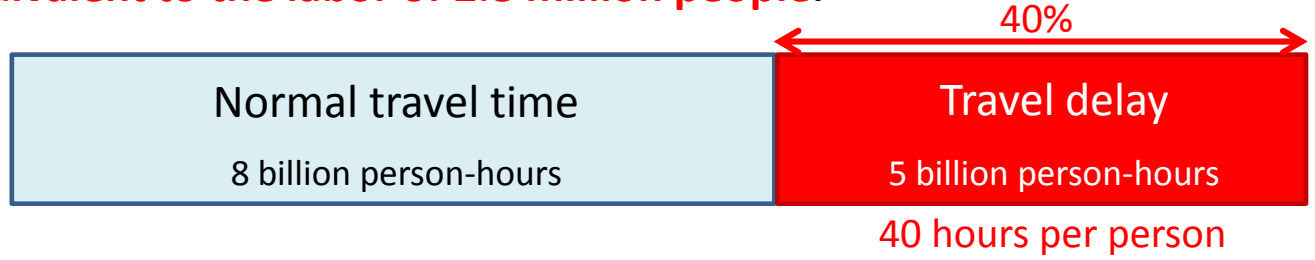 40%
Normal travel time
Travel delay
8 billion person-hours
5 billion person-hours
40 hours per person